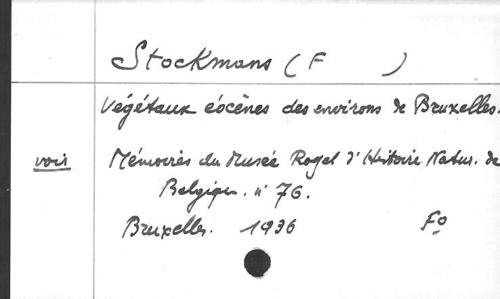 Stockmans (F )
Végétaux éocènes des environs de Bruxelles.
voir Mémoires du Musée Royal d'Histoire Natur. de
Belgique. n° 76.
Bruxelles. 1936 Fo